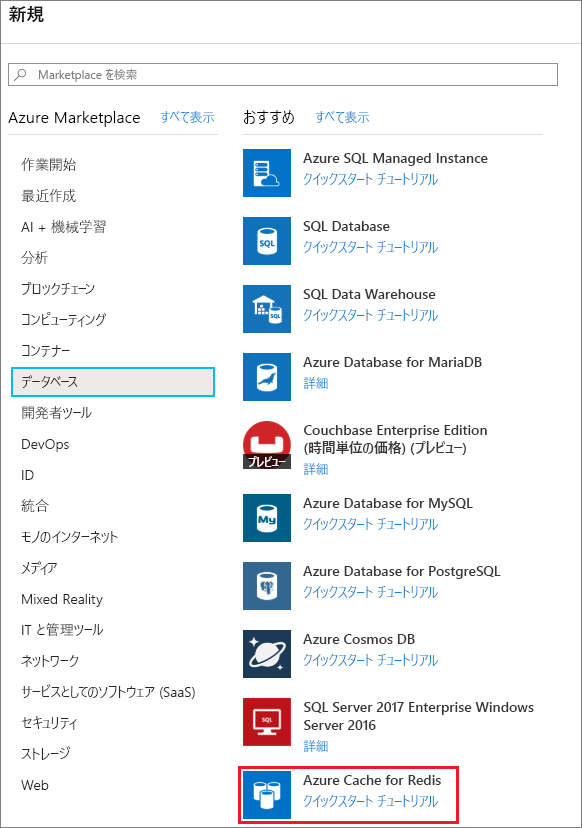 新規
Marketplace を検索
Azure Marketplace すべて表示
作業開始
最近作成
AI + 機械学習
分析
ブロックチェーン
コンピューティング
コンテナー
データベース
開発者ツール
DevOps
ID
統合
モノのインターネット
メディア
Mixed Reality
IT と管理ツール
ネットワーク
サービスとしてのソフトウェア (SaaS)
セキュリティ
ストレージ
Web
おすすめ すべて表示
Azure SQL Managed Instance
クイックスタート チュートリアル
SQL
SQL Database
クイックスタート チュートリアル
SQL
SQL Data Warehouse
クイックスタート チュートリアル
Azure Database for MariaDB
詳細
プレビュー
Couchbase Enterprise Edition
(時間単位の価格) (プレビュー)
詳細
My
Azure Database for MySQL
クイックスタート チュートリアル
Azure Database for PostgreSQL
クイックスタート チュートリアル
Azure Cosmos DB
クイックスタート チュートリアル
SQL
SQL Server 2017 Enterprise Windows
Server 2016
詳細
Azure Cache for Redis
クイックスタート チュートリアル